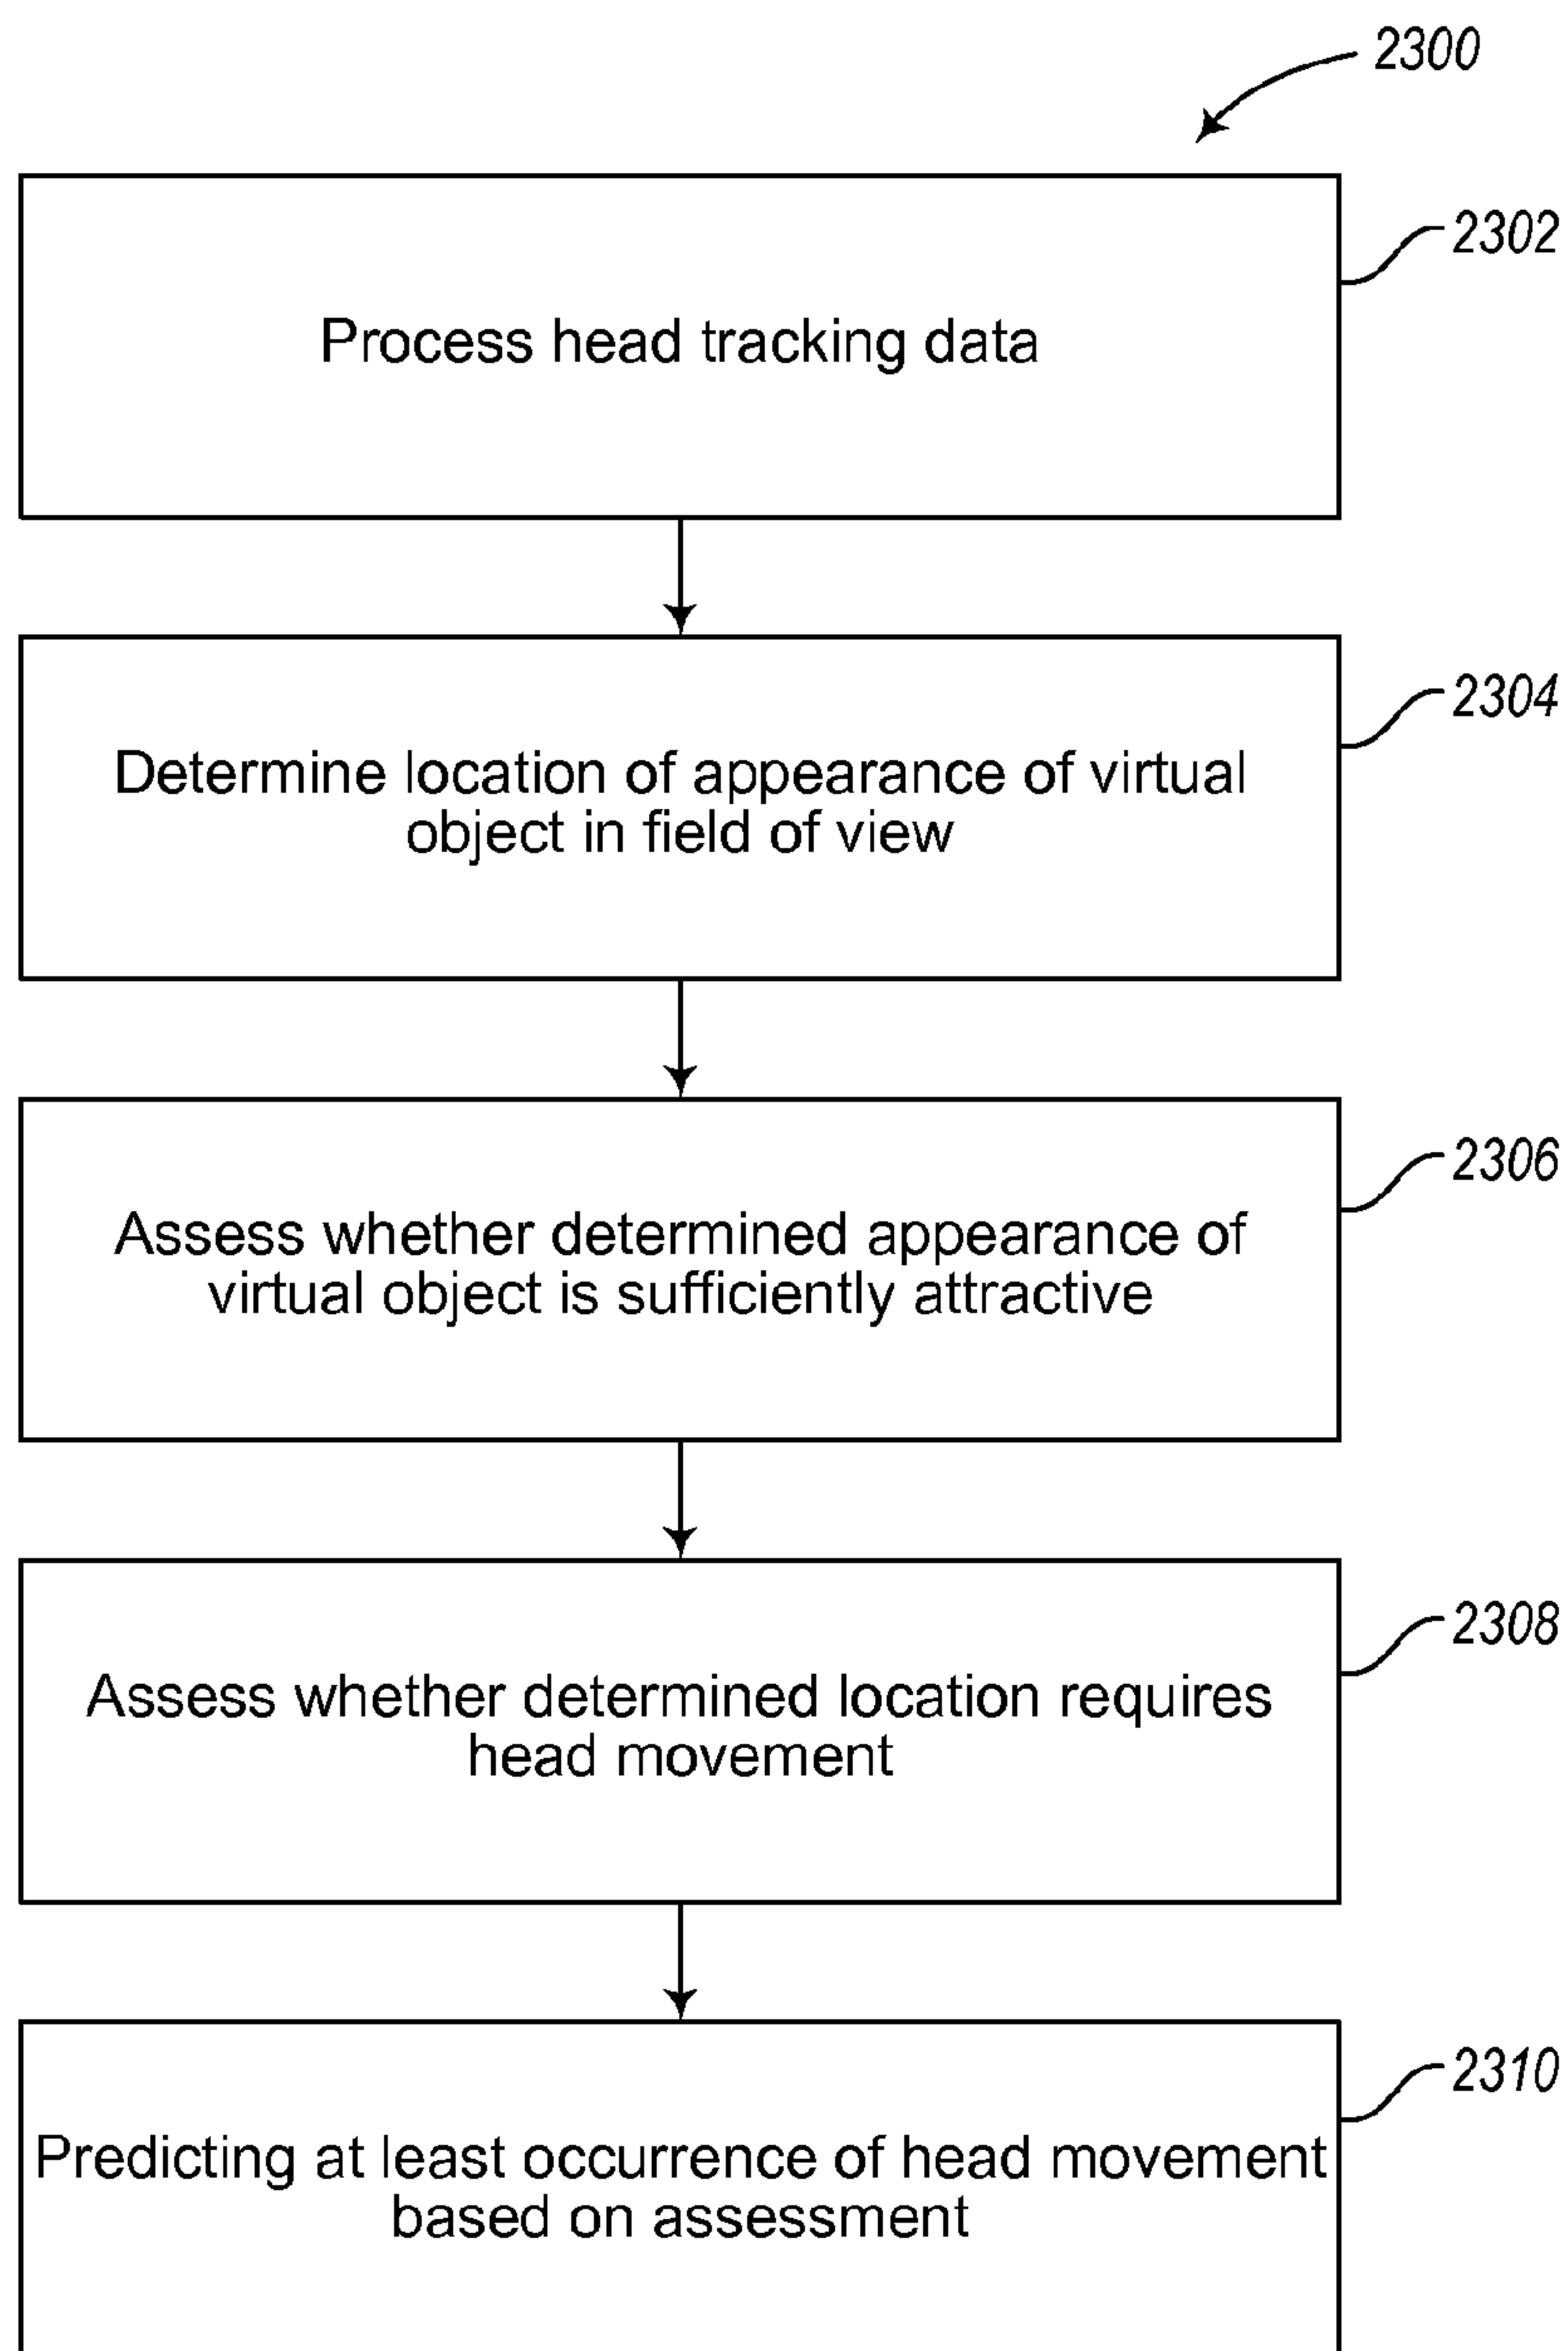 2300
2302
Process head tracking data
2304
Determine location of appearance of virtual
object in field of view
2306
Assess whether determined appearance of
virtual object is sufficiently attractive
2308
Assess whether determined location requires
head movement
2310
Predicting at least occurrence of head movement
based on assessment